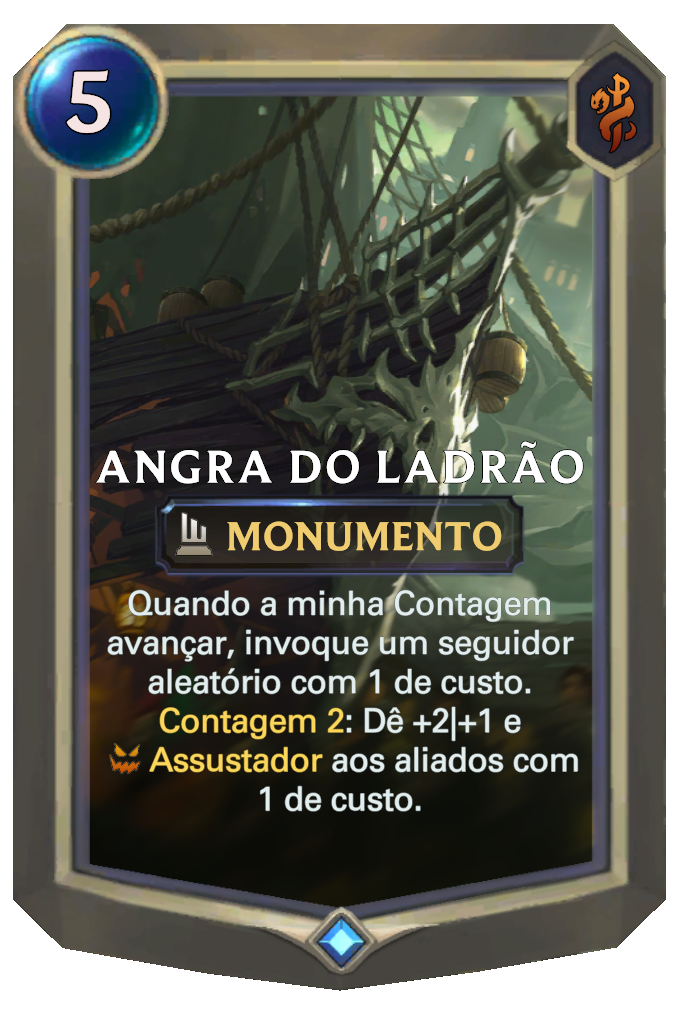 5
ANGRA DO LADRÃO
MONUMENTO
Quando a minha Contagem
avançar, invoque um seguidor
aleatório com 1 de custo.
Contagem 2: Dê +2|+1 e
Assustador aos aliados com
1 de custo.